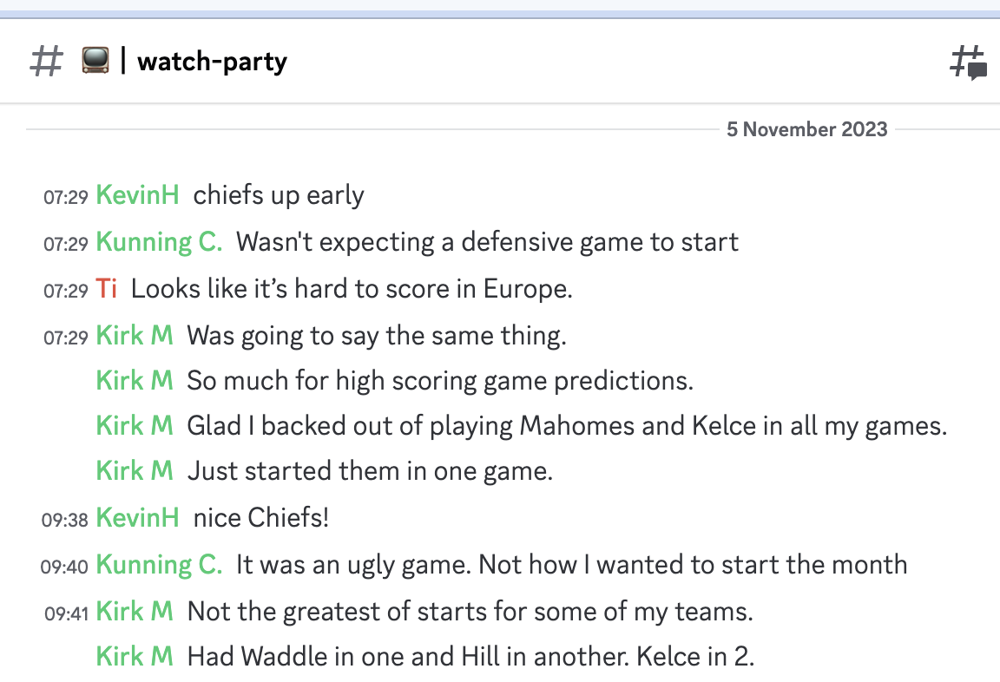 # 📺 | watch-party
5 November 2023
07:29 KevinH chiefs up early
07:29 Kunning C. Wasn't expecting a defensive game to start
07:29 Ti Looks like it’s hard to score in Europe.
07:29 Kirk M Was going to say the same thing.
Kirk M So much for high scoring game predictions.
Kirk M Glad I backed out of playing Mahomes and Kelce in all my games.
Kirk M Just started them in one game.
09:38 KevinH nice Chiefs!
09:40 Kunning C. It was an ugly game. Not how I wanted to start the month
09:41 Kirk M Not the greatest of starts for some of my teams.
Kirk M Had Waddle in one and Hill in another. Kelce in 2.